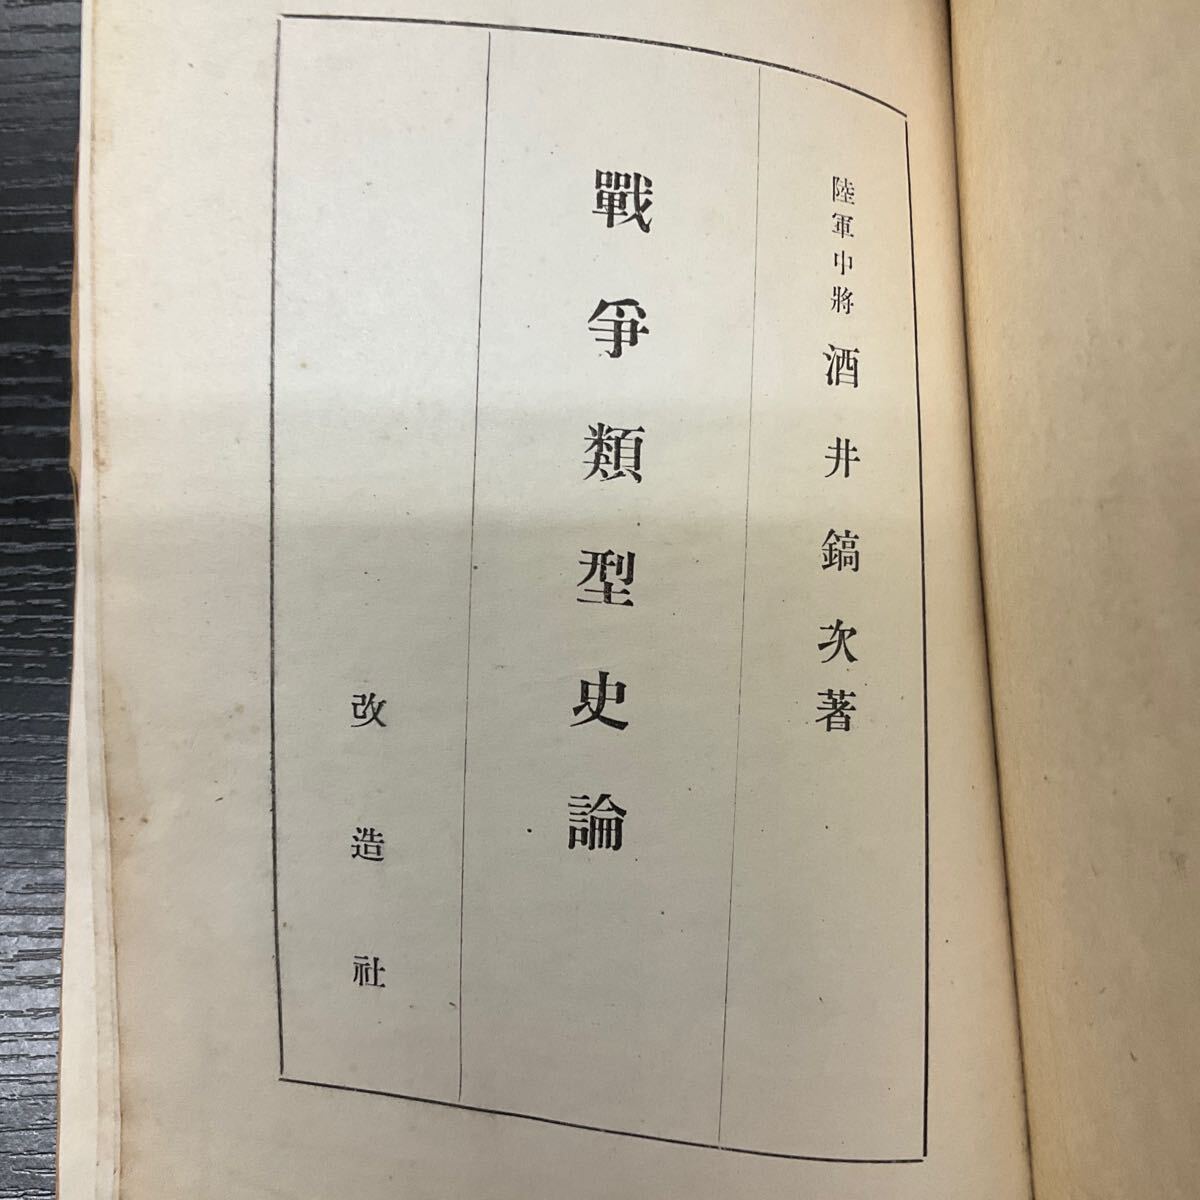 陸軍中將 酒井鎬次著
戰爭類型史論
改造社